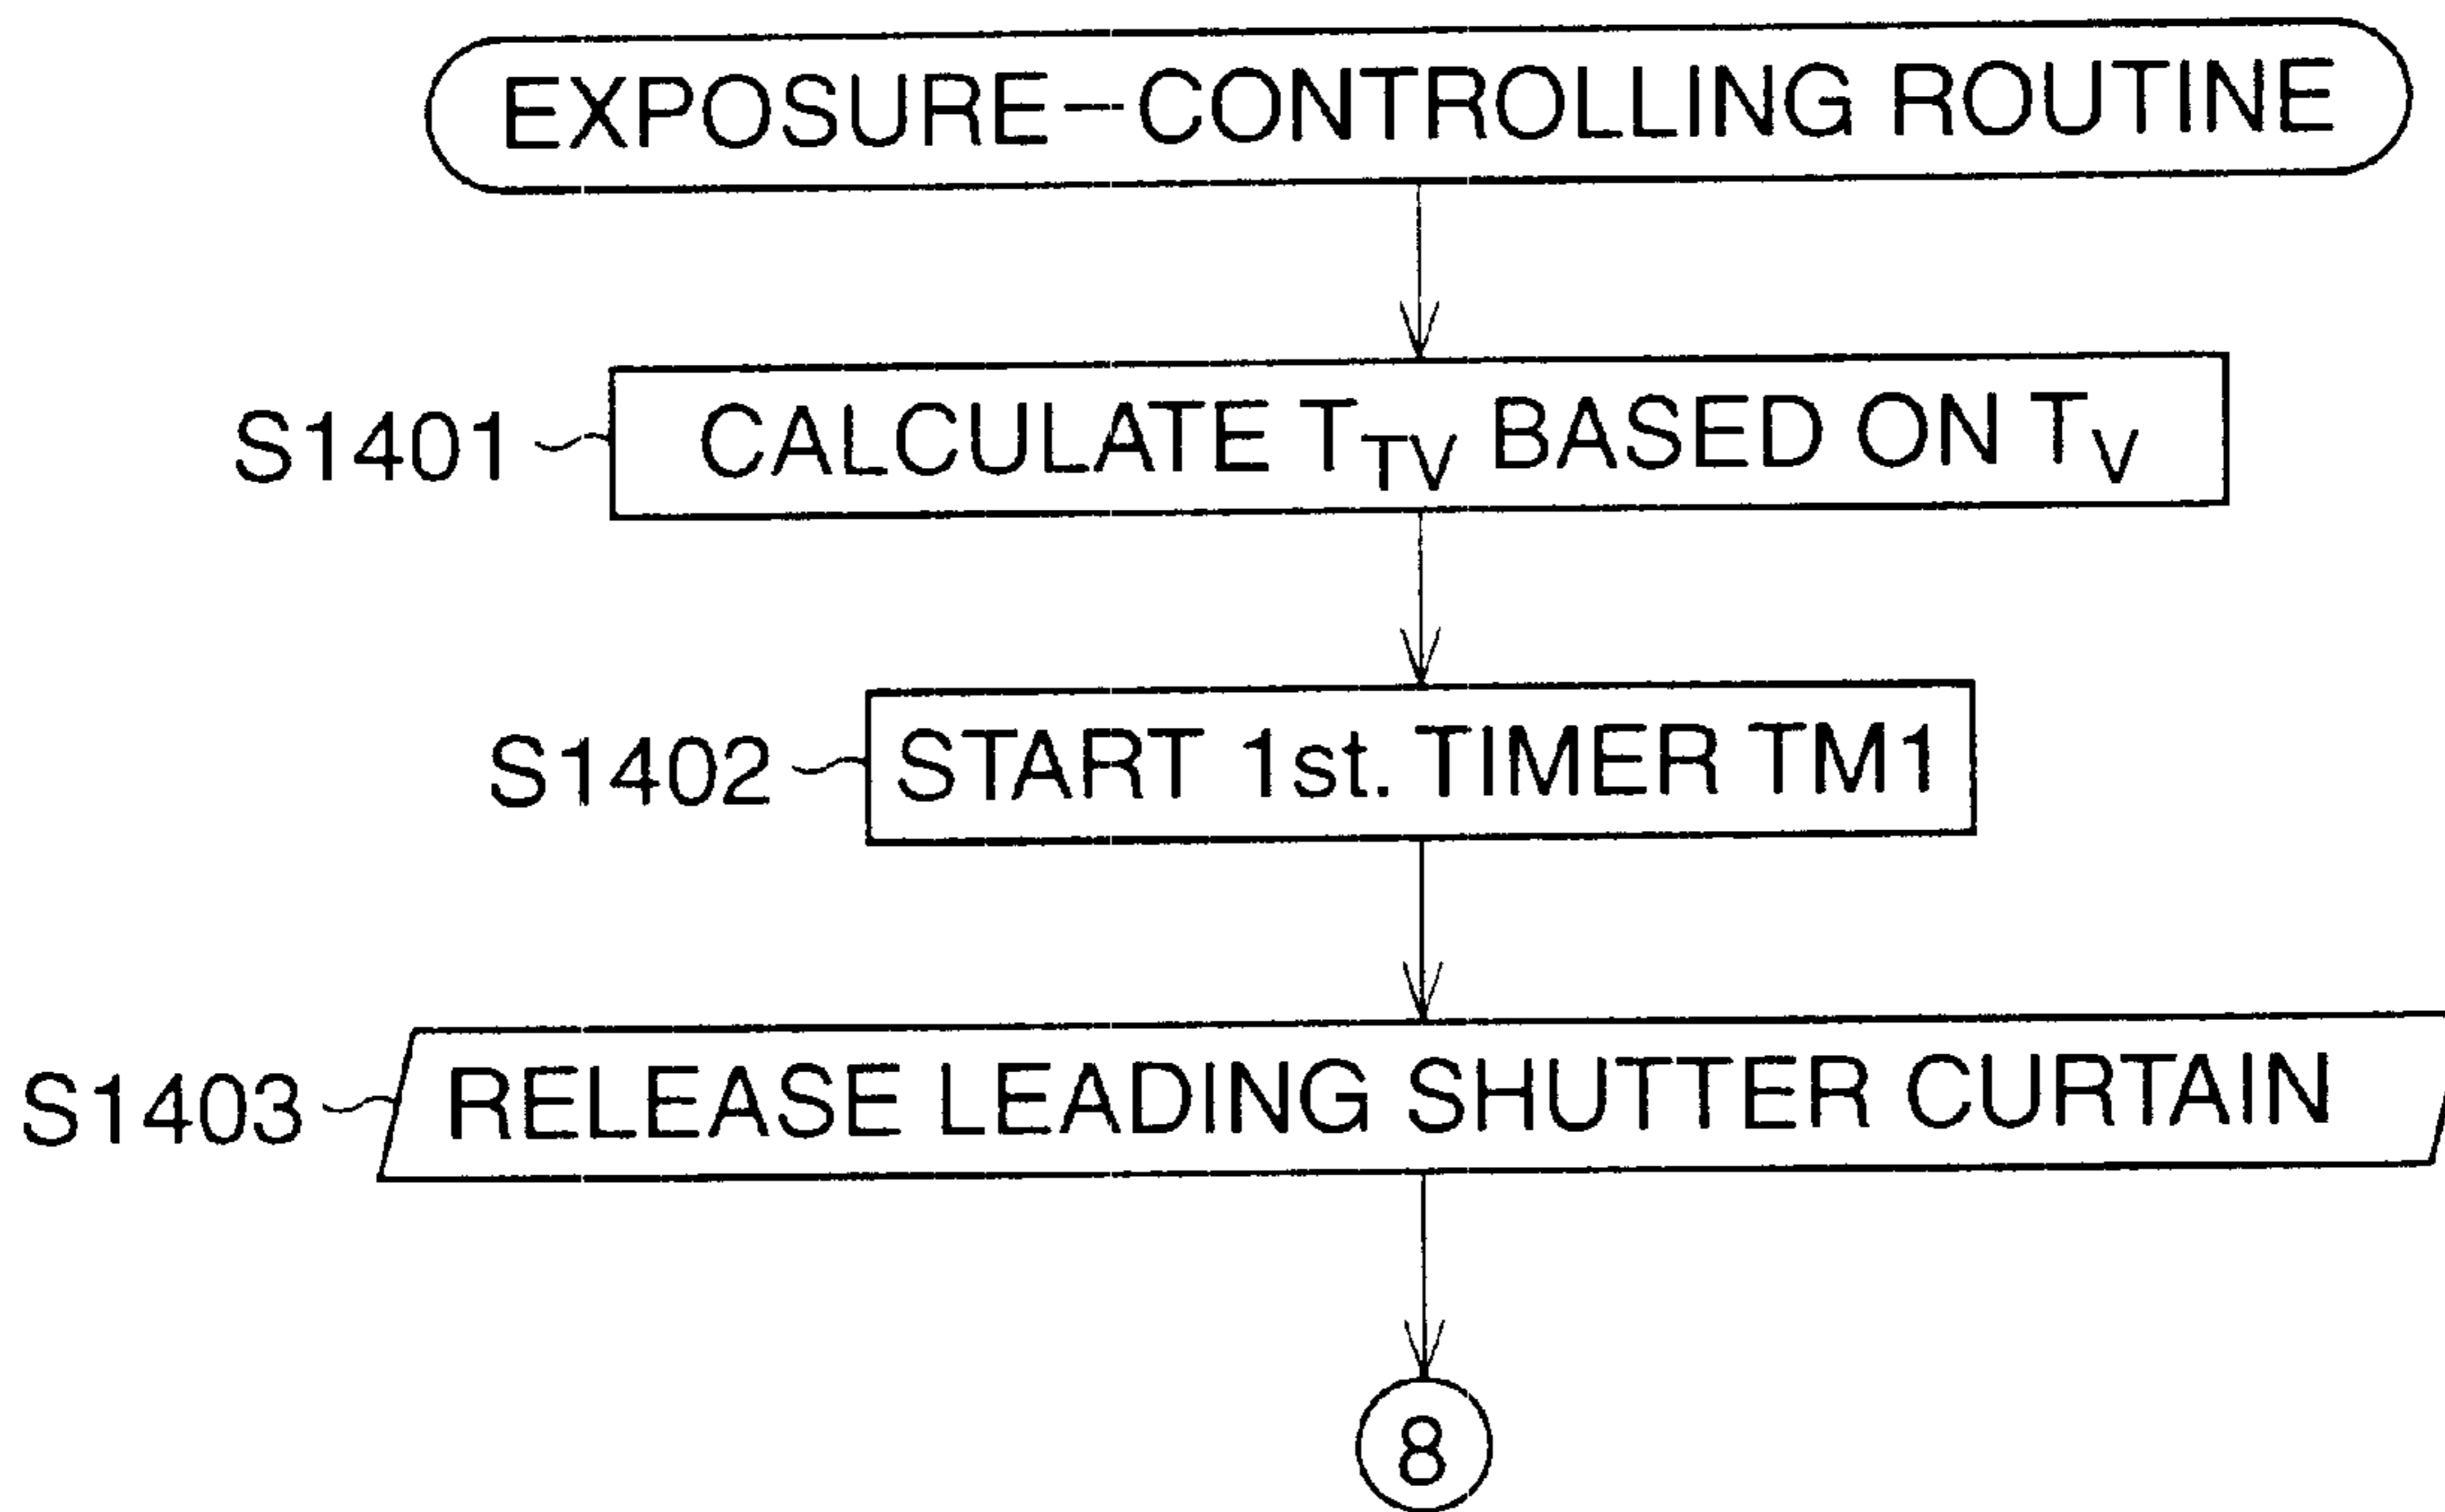 EXPOSURE-CONTROLLING ROUTINE
S1401 CALCULATE T_TV BASED ON T_V
S1402 START 1st. TIMER TM1
S1403 RELEASE LEADING SHUTTER CURTAIN
8